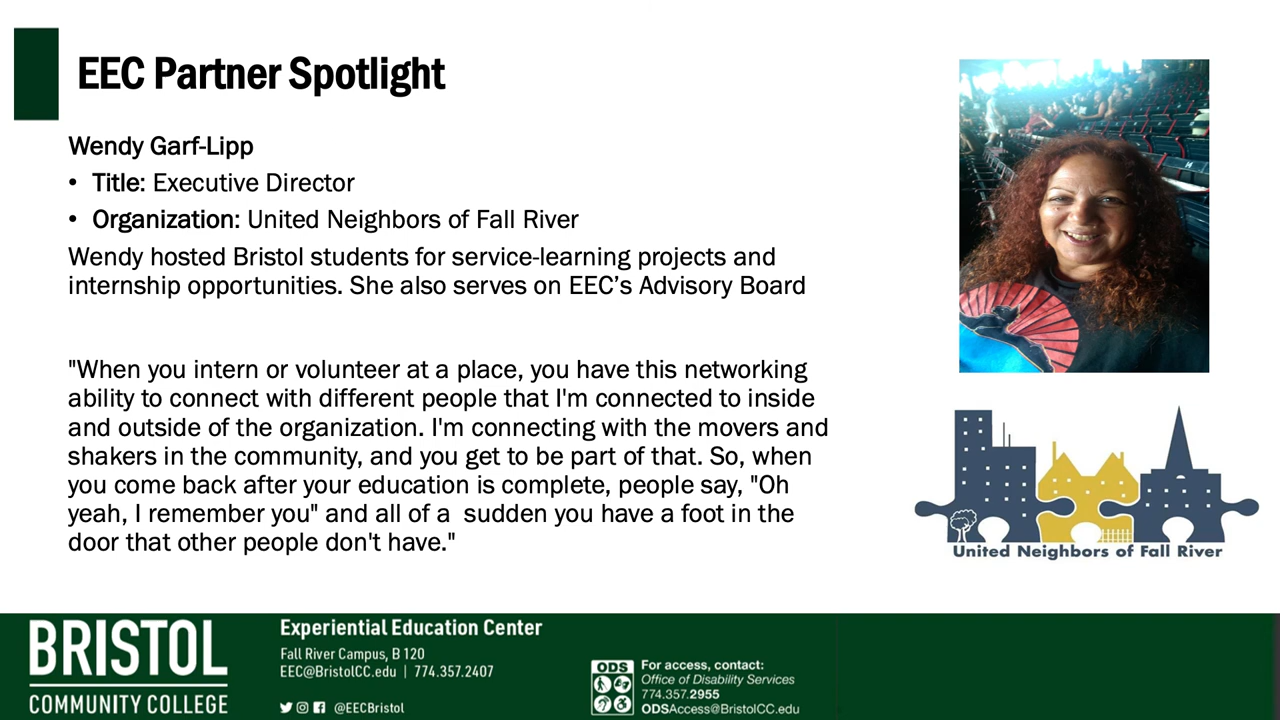 EEC Partner Spotlight
Wendy Garf-Lipp
• Title: Executive Director
• Organization: United Neighbors of Fall River
Wendy hosted Bristol students for service-learning projects and
internship opportunities. She also serves on EEC’s Advisory Board
"When you intern or volunteer at a place, you have this networking
ability to connect with different people that I'm connected to inside
and outside of the organization. I'm connecting with the movers and
shakers in the community, and you get to be part of that. So, when
you come back after your education is complete, people say, "Oh
yeah, I remember you" and all of a  sudden you have a foot in the
door that other people don't have."
United Neighbors of Fall River
BRISTOL
COMMUNITY COLLEGE
Experiential Education Center
Fall River Campus, B 120
EEC@BristolCC.edu | 774.357.2407
@EECBristol
ODS
For access, contact:
Office of Disability Services
774.357.2955
ODSAccess@BristolCC.edu